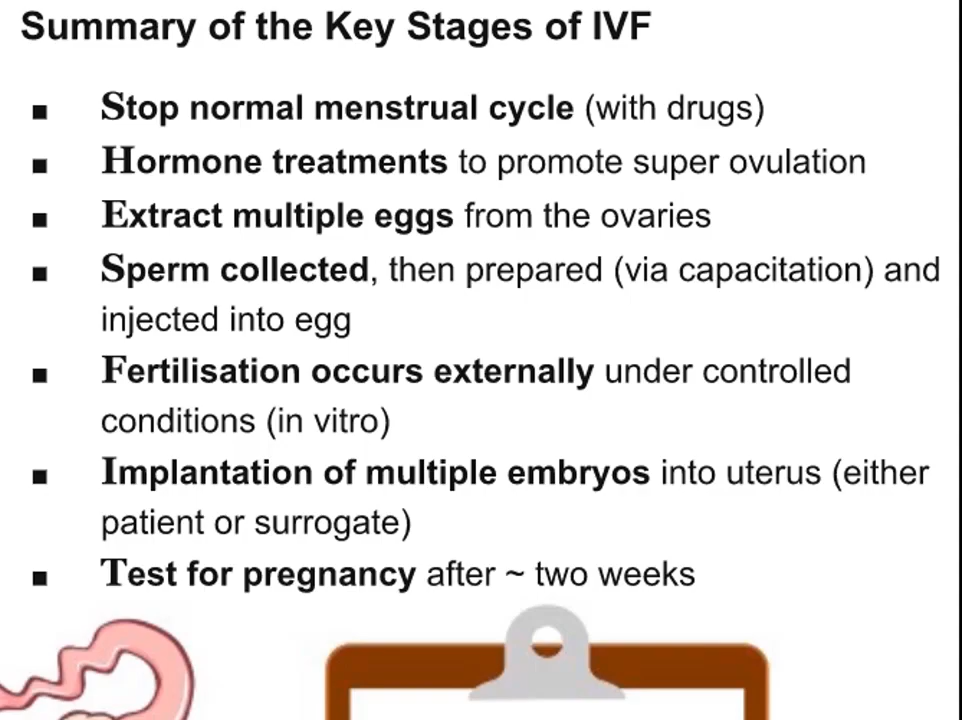 Summary of the Key Stages of IVF
■ Stop normal menstrual cycle (with drugs)
■ Hormone treatments to promote super ovulation
■ Extract multiple eggs from the ovaries
■ Sperm collected, then prepared (via capacitation) and
injected into egg
■ Fertilisation occurs externally under controlled
conditions (in vitro)
■ Implantation of multiple embryos into uterus (either
patient or surrogate)
■ Test for pregnancy after ~ two weeks